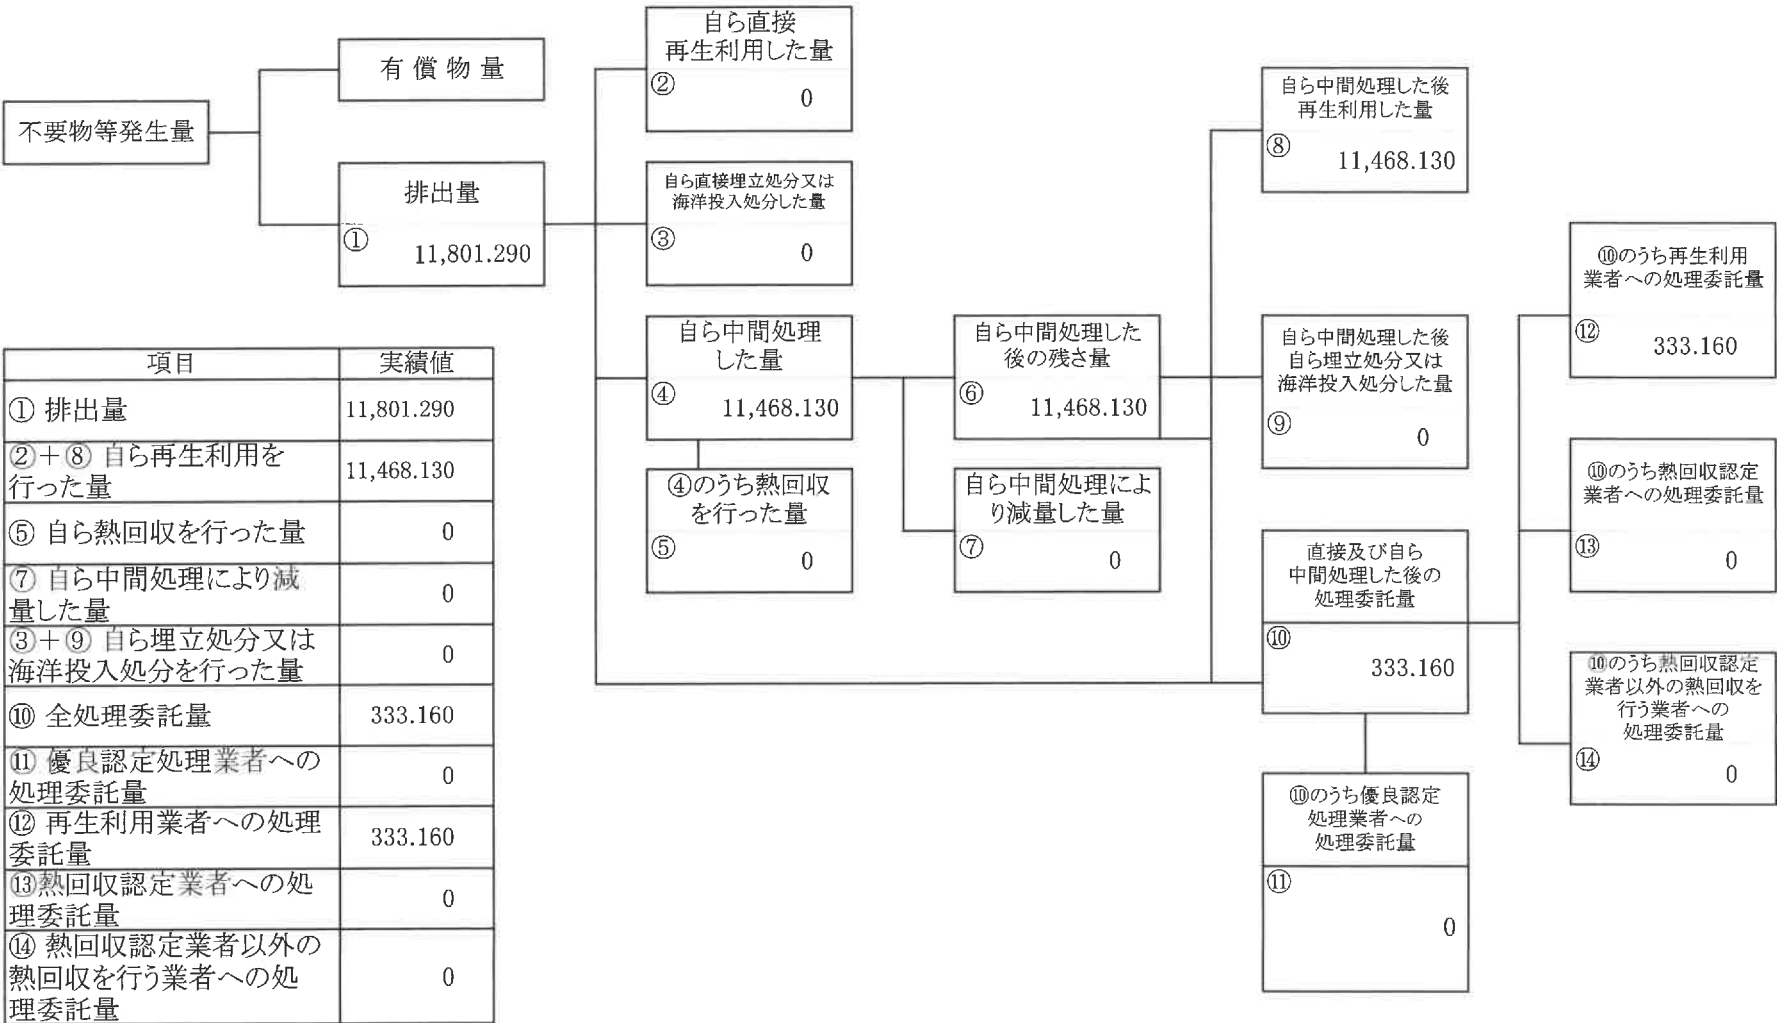 不要物等発生量
有 償 物 量
排出量
①
11,801.290
自ら直接
再生利用した量
②
0
自ら直接埋立処分又は
海洋投入処分した量
③
0
自ら中間処理
した量
④
11,468.130
④のうち熱回収
を行った量
⑤
0
自ら中間処理した
後の残さ量
⑥
11,468.130
自ら中間処理によ
り減量した量
⑦
0
自ら中間処理した後
再生利用した量
⑧
11,468.130
自ら中間処理した後
自ら埋立処分又は
海洋投入処分した量
⑨
0
直接及び自ら
中間処理した後の
処理委託量
⑩
333.160
⑩のうち優良認定
処理業者への
処理委託量
⑪
0
⑩のうち再生利用
業者への処理委託量
⑫
333.160
⑩のうち熱回収認定
業者への処理委託量
⑬
0
⑩のうち熱回収認定
業者以外の熱回収を
行う業者への
処理委託量
⑭
0
項目 実績値
① 排出量 11,801.290
②＋⑧ 自ら再生利用を
行った量 11,468.130
⑤ 自ら熱回収を行った量 0
⑦ 自ら中間処理により減
量した量 0
③＋⑨ 自ら埋立処分又は
海洋投入処分を行った量 0
⑩ 全処理委託量 333.160
⑪ 優良認定処理業者への
処理委託量 0
⑫ 再生利用業者への処理
委託量 333.160
⑬熱回収認定業者への処
理委託量 0
⑭ 熱回収認定業者以外の
熱回収を行う業者への処
理委託量 0